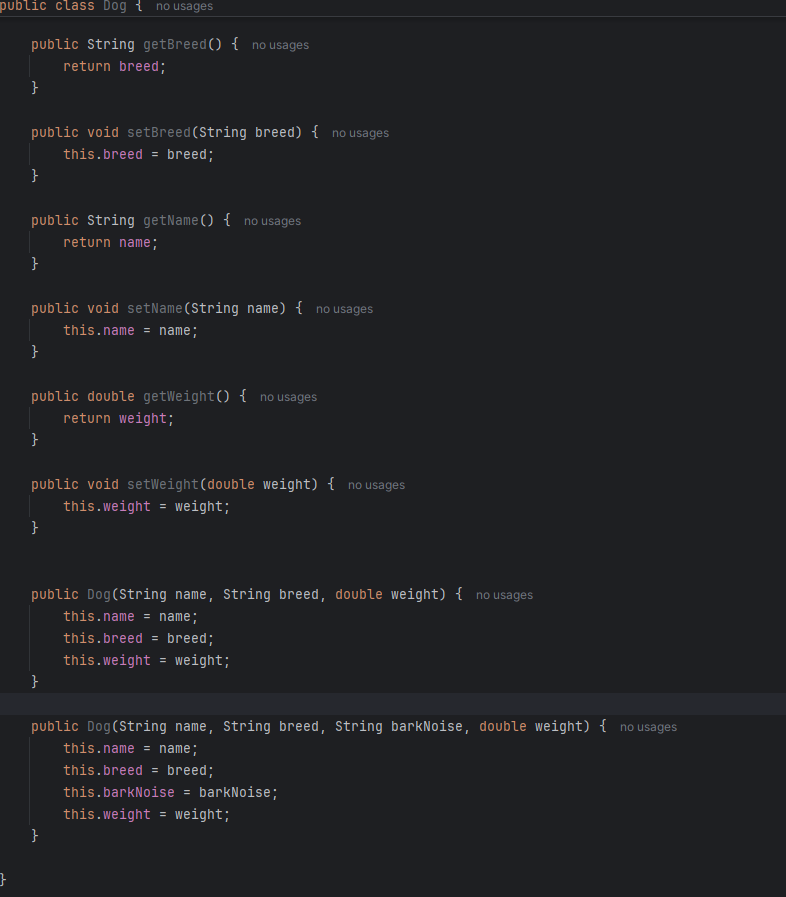 public class Dog {  no usages
    public String getBreed() {  no usages
        return breed;
    }
    public void setBreed(String breed) {  no usages
        this.breed = breed;
    }
    public String getName() {  no usages
        return name;
    }
    public void setName(String name) {  no usages
        this.name = name;
    }
    public double getWeight() {  no usages
        return weight;
    }
    public void setWeight(double weight) {  no usages
        this.weight = weight;
    }
    public Dog(String name, String breed, double weight) {  no usages
        this.name = name;
        this.breed = breed;
        this.weight = weight;
    }
    public Dog(String name, String breed, String barkNoise, double weight) {  no usages
        this.name = name;
        this.breed = breed;
        this.barkNoise = barkNoise;
        this.weight = weight;
    }
}